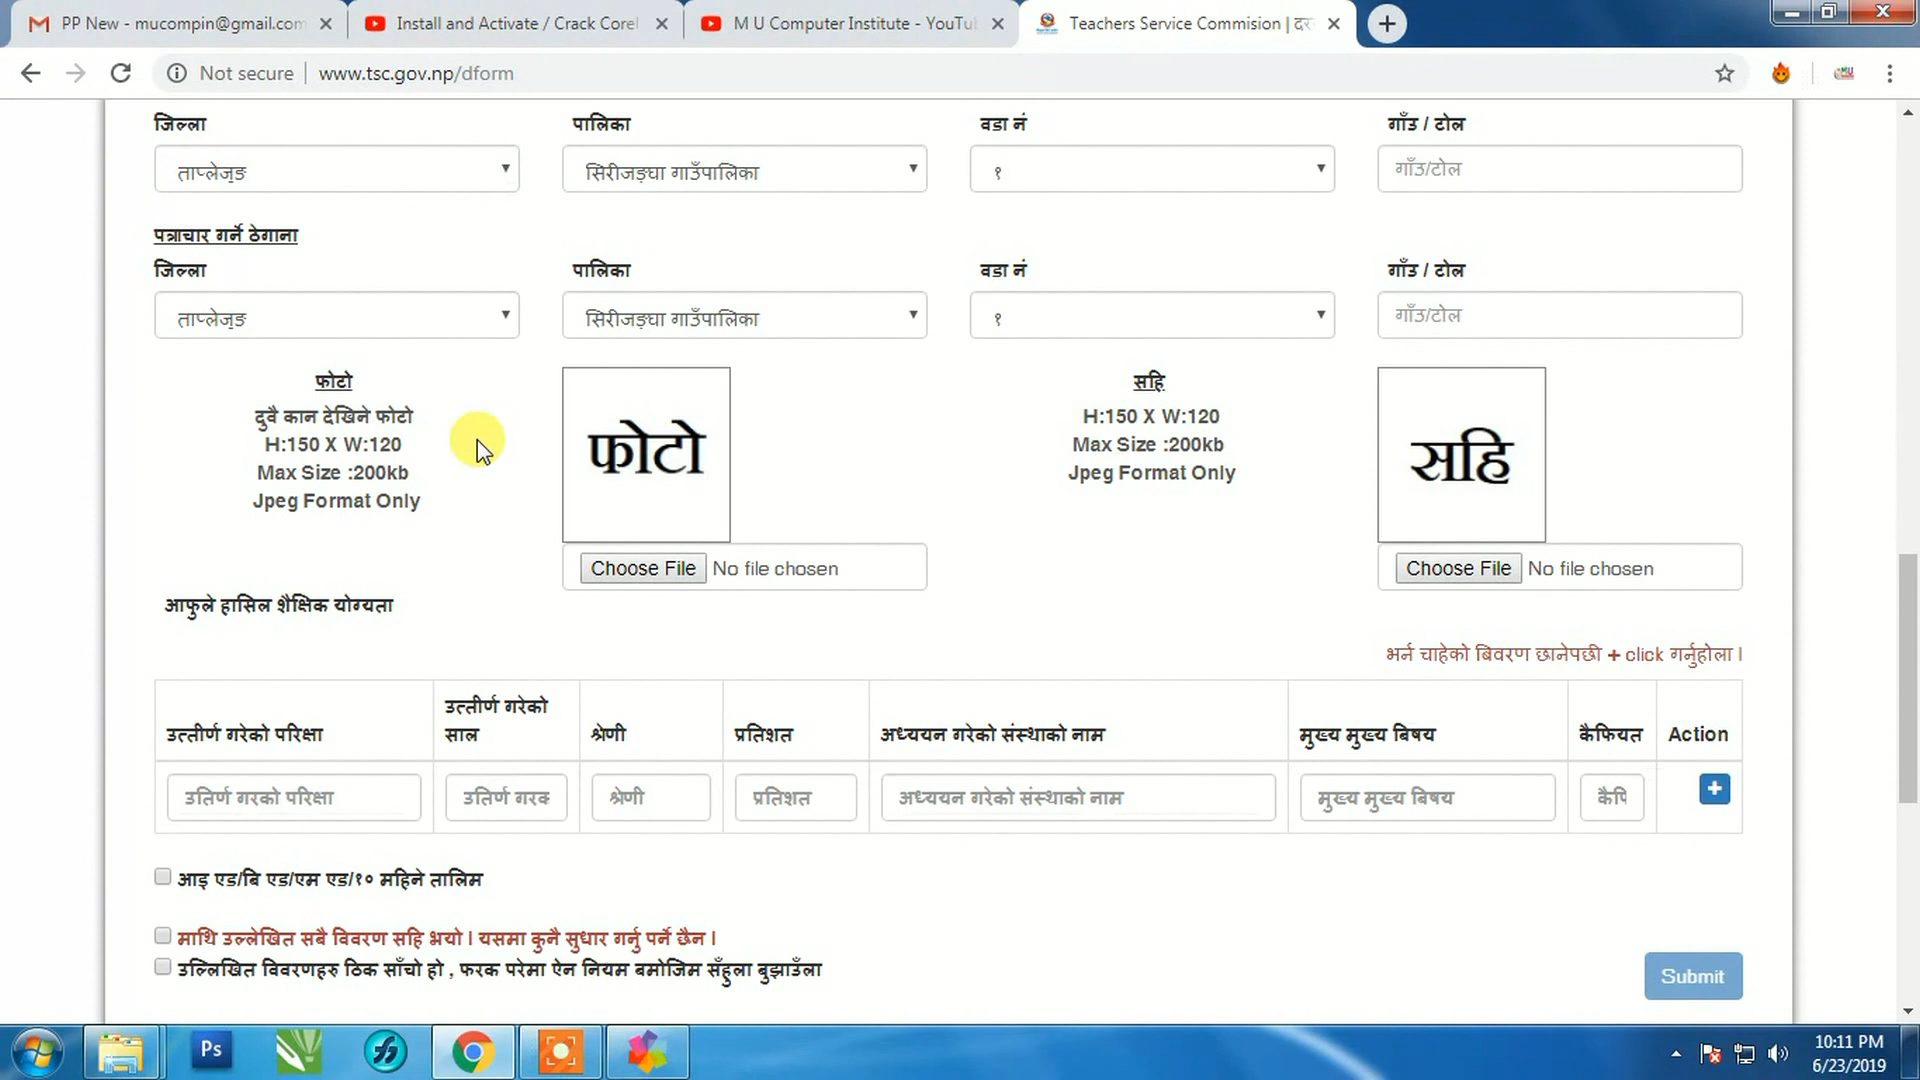 PP New - mucompin@gmail.com
Install and Activate / Crack Corel
M U Computer Institute - YouTu
Teachers Service Commision | दर
Not secure
www.tsc.gov.np/dform
जिल्ला
पालिका
वडा नं
गाँउ / टोल
ताप्लेजुङ
सिरीजङ्घा गाउँपालिका
१
गाँउ/टोल
पत्राचार गर्ने ठेगाना
जिल्ला
पालिका
वडा नं
गाँउ / टोल
ताप्लेजुङ
सिरीजङ्घा गाउँपालिका
१
गाँउ/टोल
फोटो
दुवै कान देखिने फोटो
H:150 X W:120
Max Size :200kb
Jpeg Format Only
फोटो
Choose File No file chosen
सहि
H:150 X W:120
Max Size :200kb
Jpeg Format Only
सहि
Choose File No file chosen
आफुले हासिल शैक्षिक योग्यता
भर्न चाहेको बिवरण छानेपछी + click गर्नुहोला ।
उत्तीर्ण गरेको परिक्षा
उत्तीर्ण गरेको साल
श्रेणी
प्रतिशत
अध्ययन गरेको संस्थाको नाम
मुख्य मुख्य बिषय
कैफियत
Action
उतिर्ण गरको परिक्षा
उतिर्ण गरक
श्रेणी
प्रतिशत
अध्ययन गरेको संस्थाको नाम
मुख्य मुख्य बिषय
कैफि
आइ एड/बि एड/एम एड/१० महिने तालिम
माथि उल्लेखित सबै विवरण सहि भयो । यसमा कुनै सुधार गर्नु पर्ने छैन ।
उल्लिखित विवरणहरु ठिक साँचो हो , फरक परेमा ऐन नियम बमोजिम सँहुला बुझाउँला
Submit
Ps
10:11 PM
6/23/2019